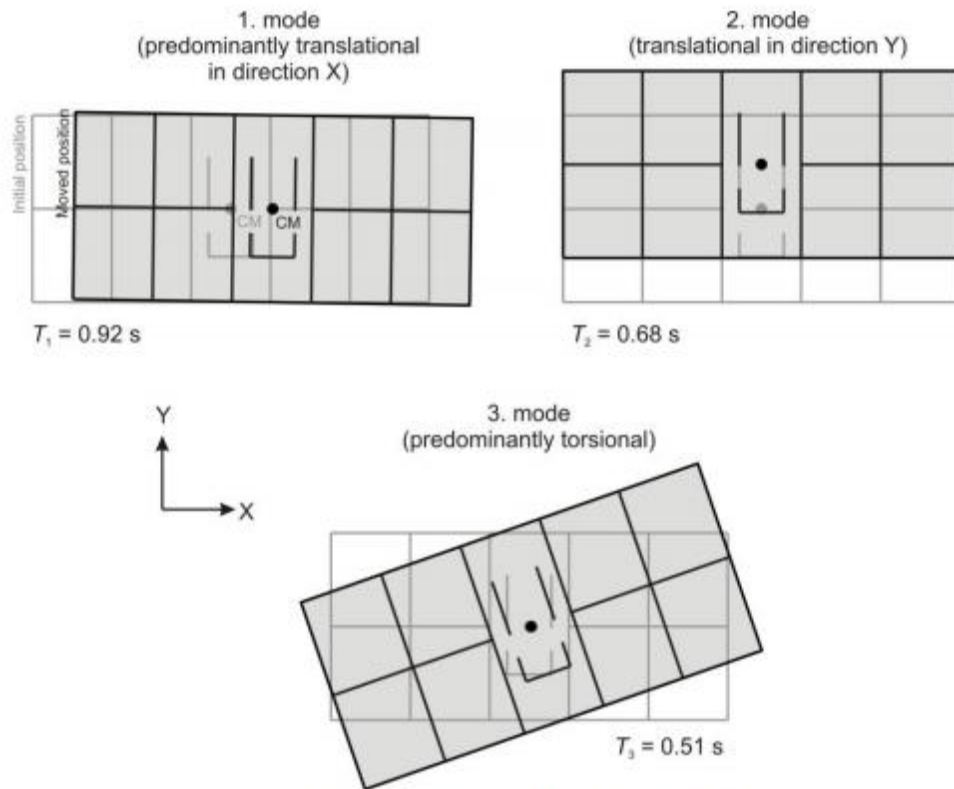 1. mode
(predominantly translational
in direction X)
2. mode
(translational in direction Y)
Initial position
Moved position
CM
CM
T₁ = 0.92 s
T₂ = 0.68 s
3. mode
(predominantly torsional)
Y
X
T₃ = 0.51 s